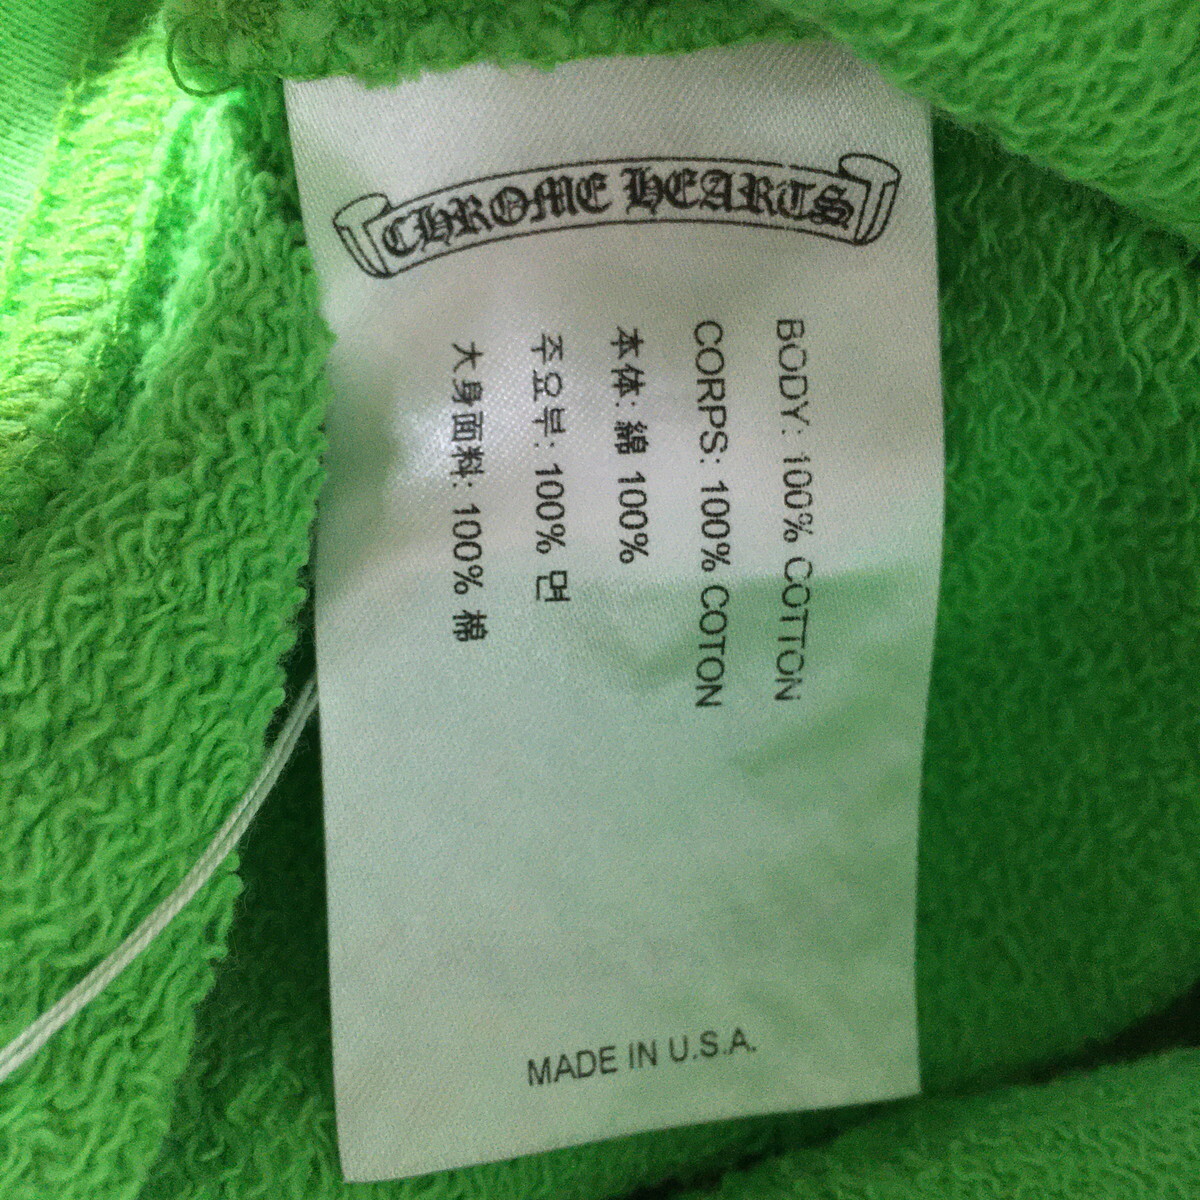 CHROME HEARTS
BODY: 100% COTTON
CORPS: 100% COTON
本体: 綿 100%
주요부: 100% 면
大身面料: 100% 棉
MADE IN U.S.A.